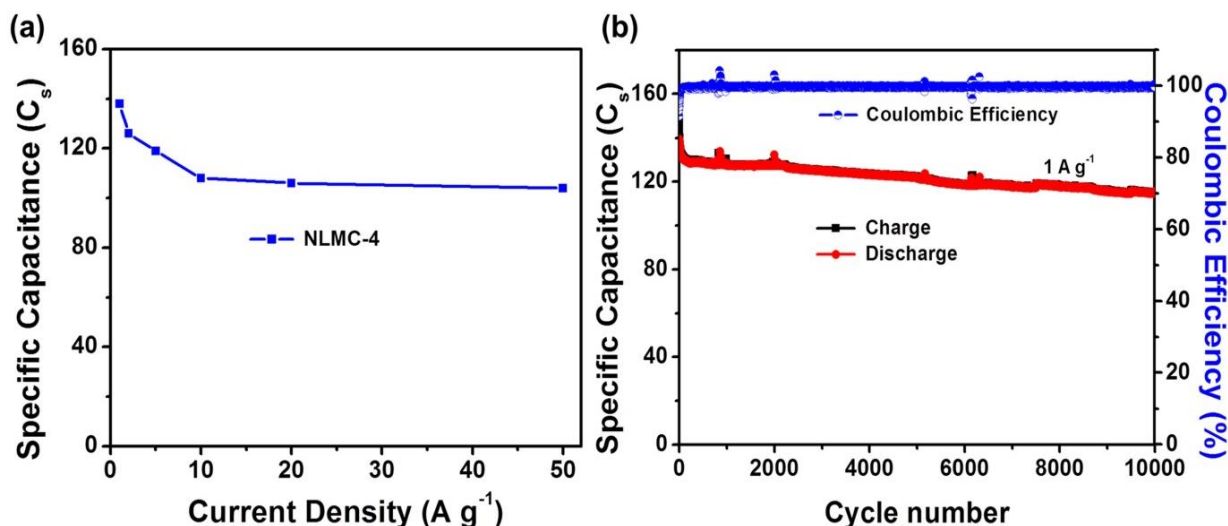 (a)
160
120
80
40
0
Specific Capacitance (Cₛ)
NLMC-4
0 10 20 30 40 50
Current Density (A g⁻¹)
(b)
160
120
80
40
0
Specific Capacitance (Cₛ)
Coulombic Efficiency
1 A g⁻¹
Charge
Discharge
100
80
60
40
20
0
Coulombic Efficiency (%)
0 2000 4000 6000 8000 10000
Cycle number